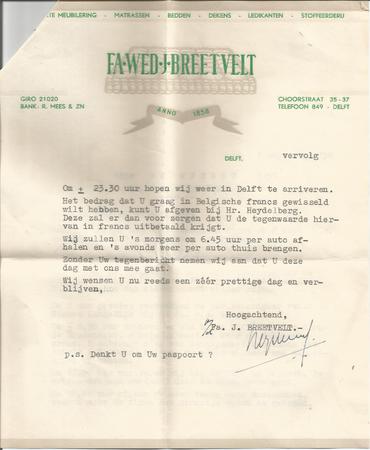 TE MEUBILERING - MATRASSEN - BEDDEN - DEKENS - LEDIKANTEN - STOFFEERDERIJ
FA·WED·J·BREETVELT
ANNO 1858
GIRO 21020
BANK: R. MEES & ZN
CHOORSTRAAT 35-37
TELEFOON 849 - DELFT
DELFT, vervolg
Om + 23.30 uur hopen wij weer in Delft te arriveren.
Het bedrag dat U graag in Belgische francs gewisseld
wilt hebben, kunt U afgeven bij Hr. Heydelberg.
Deze zal er dan voor zorgen dat U de tegenwaarde hier-
van in francs uitbetaald krijgt.
Wij zullen U 's morgens om 6.45 uur per auto af-
halen en 's avonds weer per auto thuis brengen.
Zonder Uw tegenbericht nemen wij aan dat U deze
dag met ons mee gaat.
Wij wensen U nu reeds een zéér prettige dag en ver-
blijven,
Hoogachtend,
Fa. J. BREETVELT.-
p.s. Denkt U om Uw paspoort ?